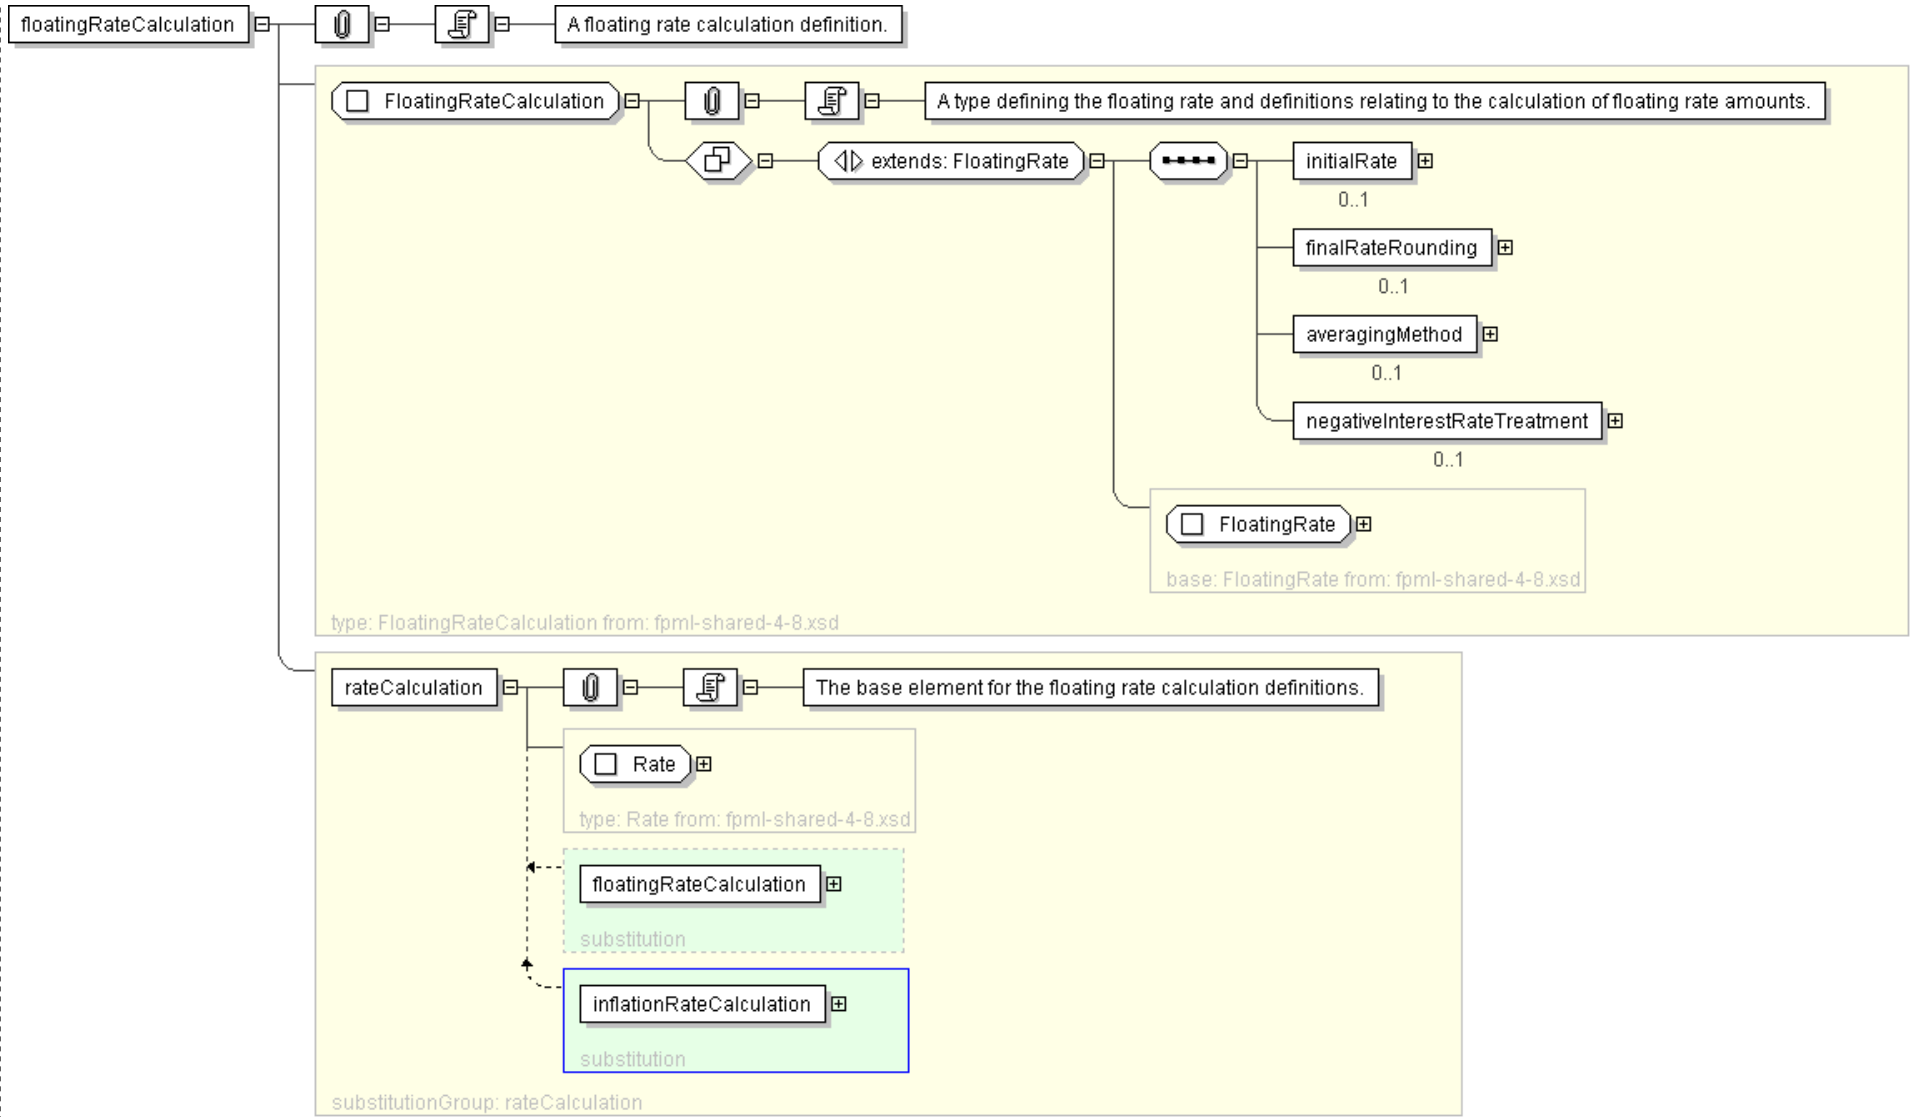 floatingRateCalculation
A floating rate calculation definition.
FloatingRateCalculation
A type defining the floating rate and definitions relating to the calculation of floating rate amounts.
extends: FloatingRate
initialRate
0..1
finalRateRounding
0..1
averagingMethod
0..1
negativeInterestRateTreatment
0..1
FloatingRate
base: FloatingRate from: fpml-shared-4-8.xsd
type: FloatingRateCalculation from: fpml-shared-4-8.xsd
rateCalculation
The base element for the floating rate calculation definitions.
Rate
type: Rate from: fpml-shared-4-8.xsd
floatingRateCalculation
substitution
inflationRateCalculation
substitution
substitutionGroup: rateCalculation